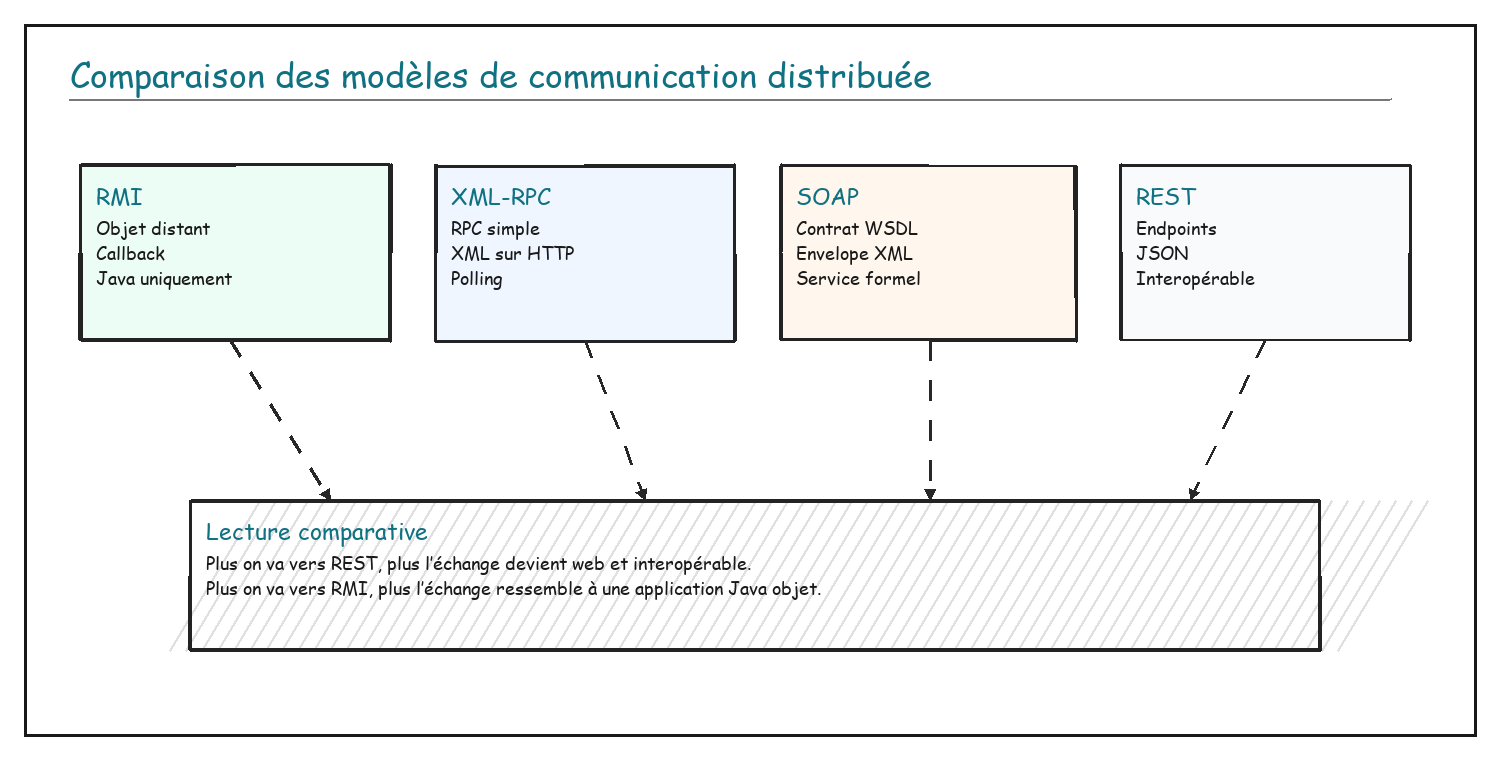 Comparaison des modèles de communication distribuée
RMI
Objet distant
Callback
Java uniquement
XML-RPC
RPC simple
XML sur HTTP
Polling
SOAP
Contrat WSDL
Envelope XML
Service formel
REST
Endpoints
JSON
Interopérable
Lecture comparative
Plus on va vers REST, plus l’échange devient web et interopérable.
Plus on va vers RMI, plus l’échange ressemble à une application Java objet.